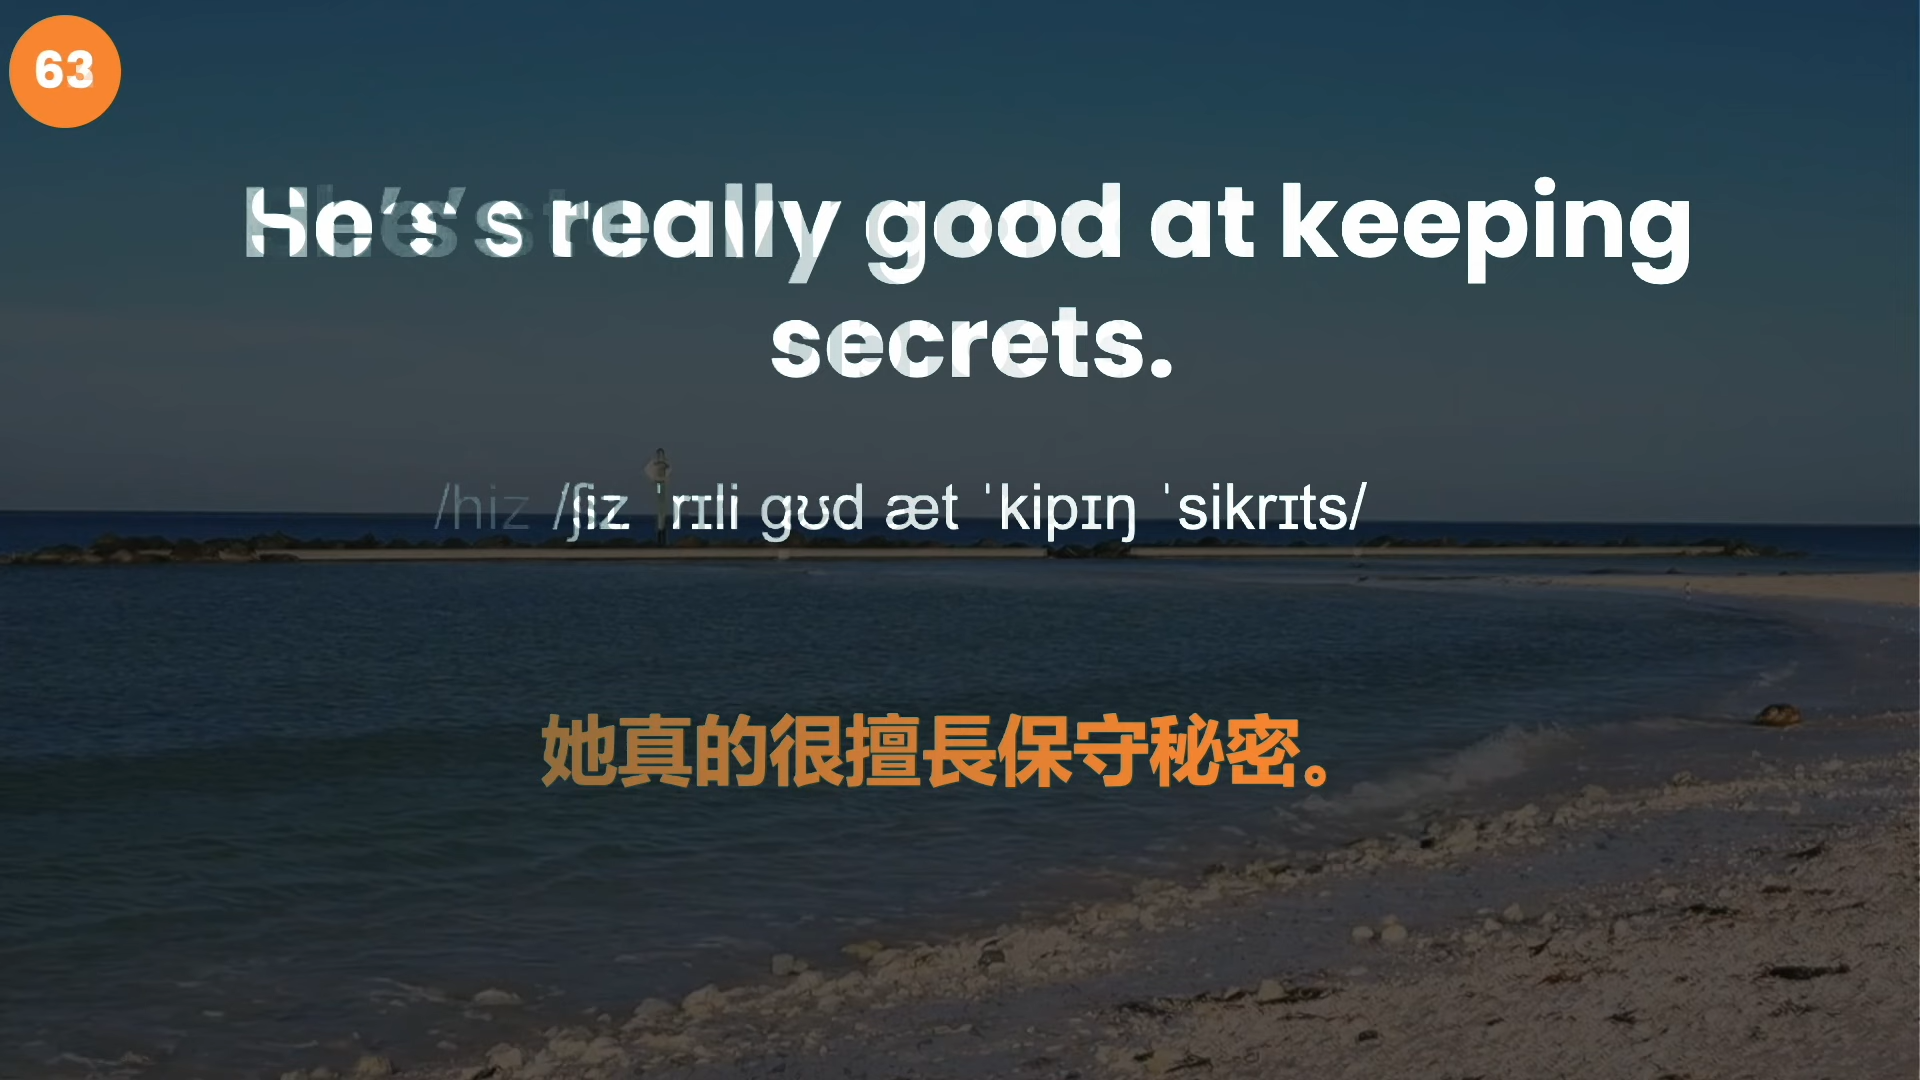 63
She's really good at keeping
secrets.
/ʃiz ˈrɪli gʊd æt ˈkipɪŋ ˈsikrɪts/
她真的很擅長保守秘密。